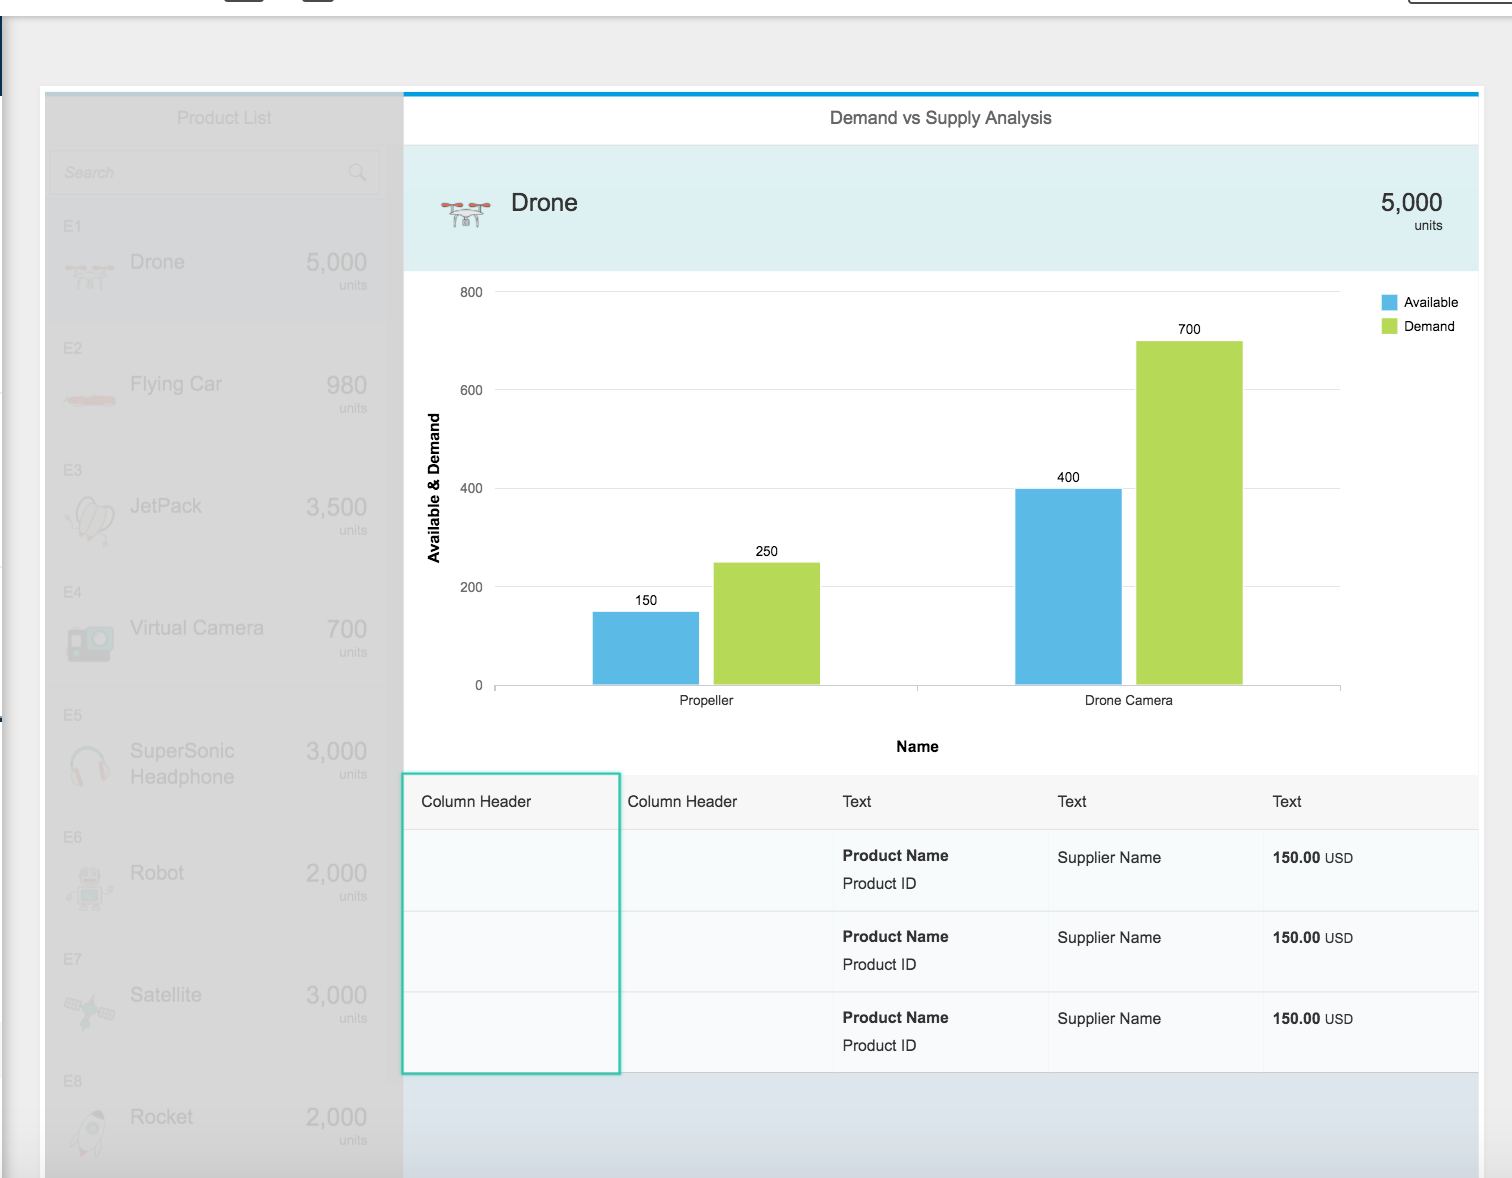 Product List
Search
E1
Drone
5,000
units
E2
Flying Car
980
units
E3
JetPack
3,500
units
E4
Virtual Camera
700
units
E5
SuperSonic
Headphone
3,000
units
E6
Robot
2,000
units
E7
Satellite
3,000
units
E8
Rocket
2,000
units
Demand vs Supply Analysis
Drone
5,000
units
Available
Demand
Available & Demand
800
600
400
200
0
150
250
400
700
Propeller
Drone Camera
Name
Column Header Column Header Text Text Text
Product Name Supplier Name 150.00 USD
Product ID
Product Name Supplier Name 150.00 USD
Product ID
Product Name Supplier Name 150.00 USD
Product ID